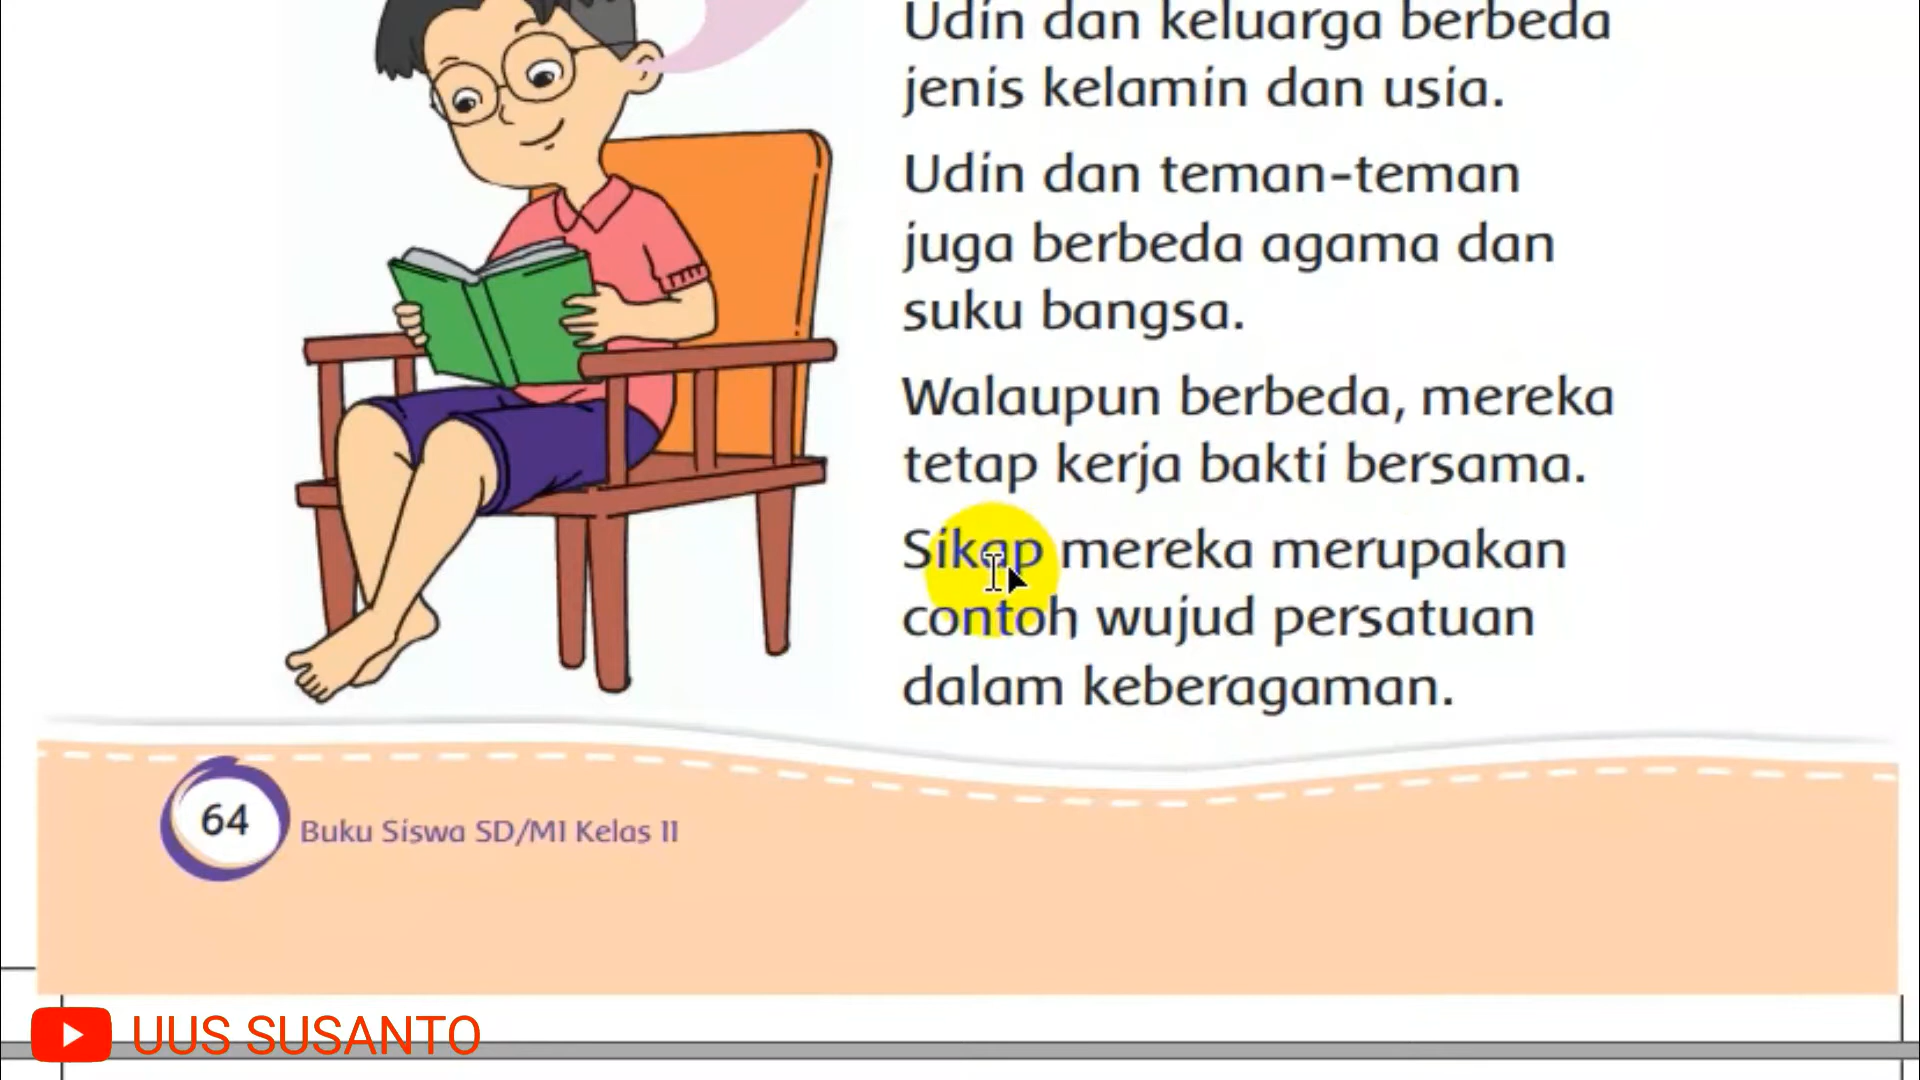 Udin dan keluarga berbeda
jenis kelamin dan usia.
Udin dan teman-teman
juga berbeda agama dan
suku bangsa.
Walaupun berbeda, mereka
tetap kerja bakti bersama.
Sikap mereka merupakan
contoh wujud persatuan
dalam keberagaman.
64
Buku Siswa SD/MI Kelas II
UUS SUSANTO